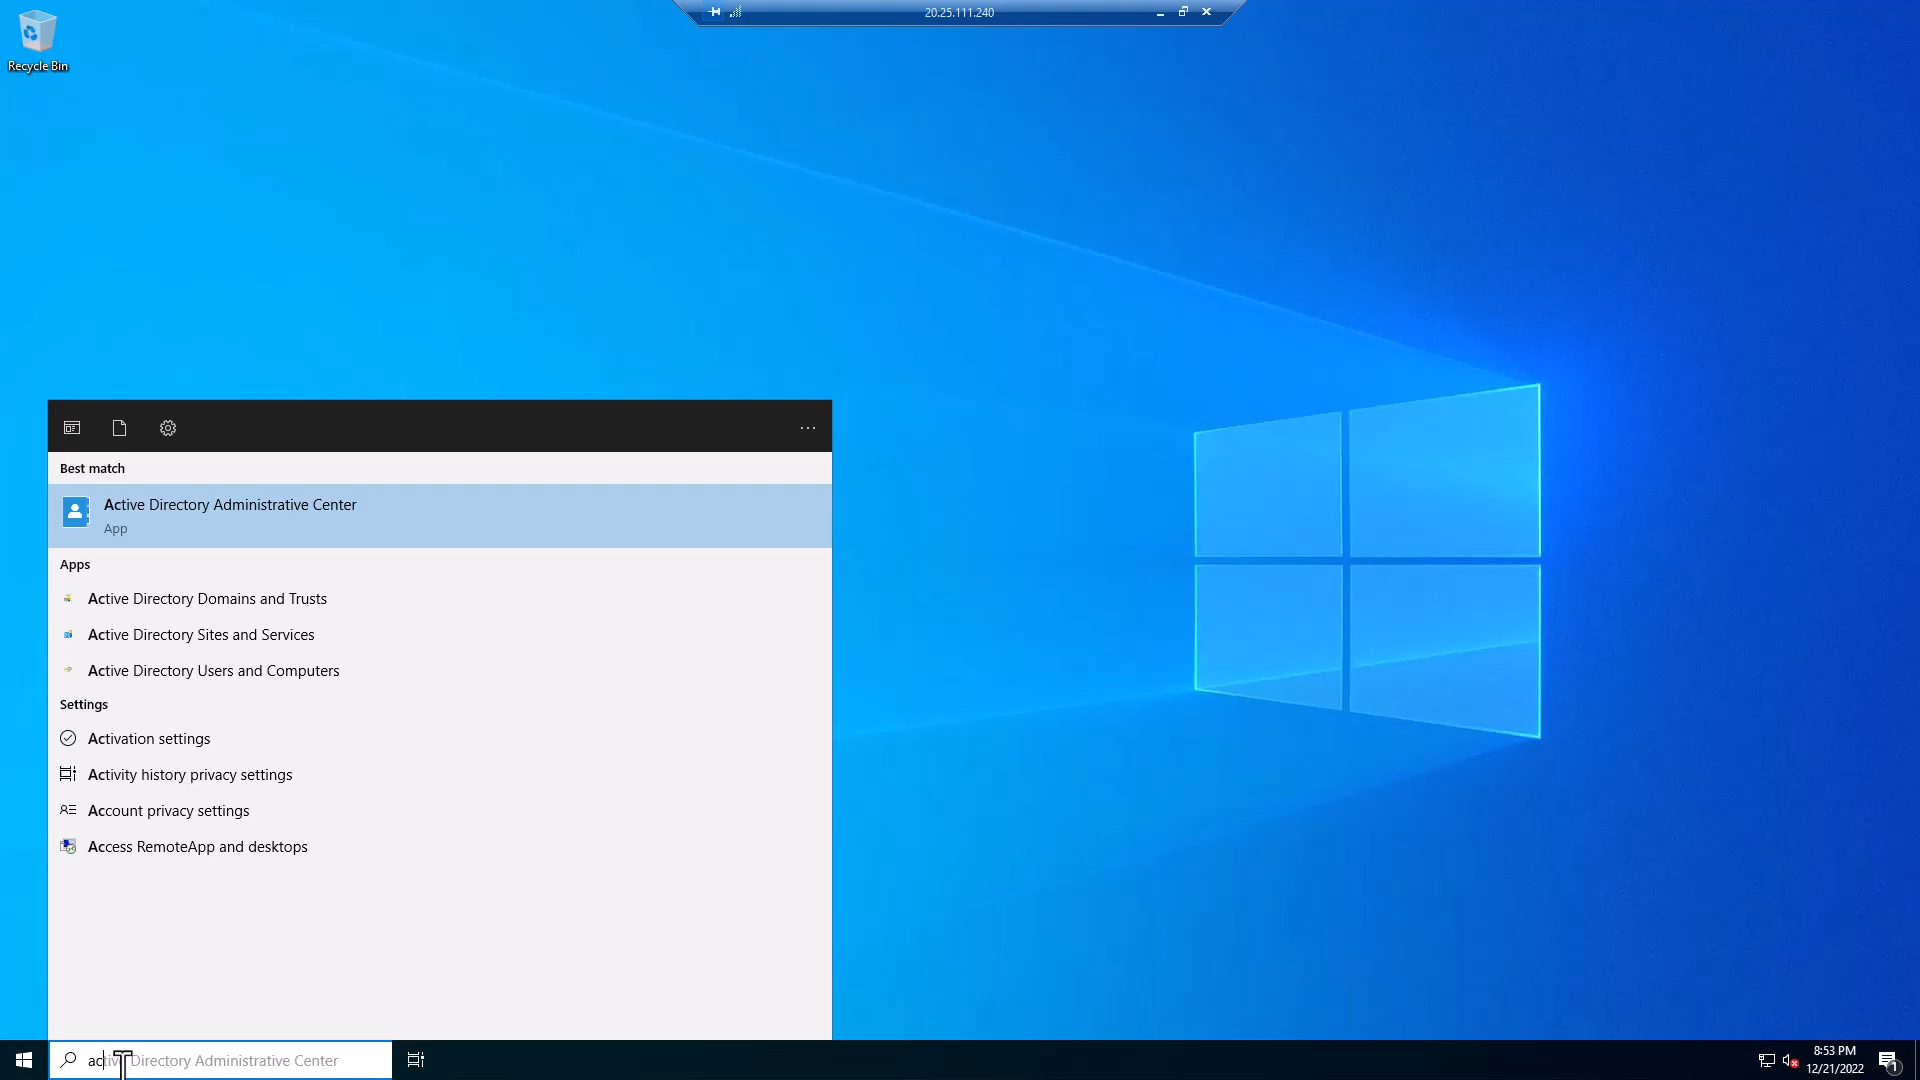 20.25.111.240
Recycle Bin
Best match
Active Directory Administrative Center
App
Apps
Active Directory Domains and Trusts
Active Directory Sites and Services
Active Directory Users and Computers
Settings
Activation settings
Activity history privacy settings
Account privacy settings
Access RemoteApp and desktops
active Directory Administrative Center
8:53 PM
12/21/2022
1